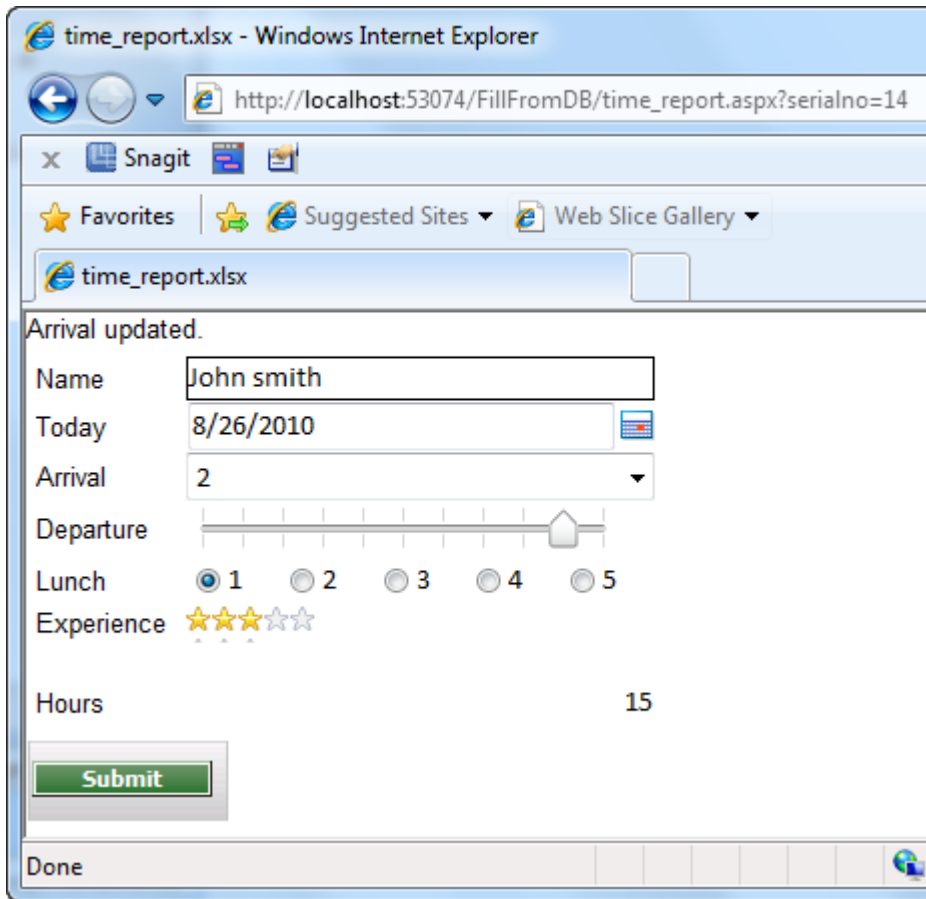 time_report.xlsx - Windows Internet Explorer
http://localhost:53074/FillFromDB/time_report.aspx?serialno=14
x Snagit
Favorites Suggested Sites Web Slice Gallery
time_report.xlsx
Arrival updated.
Name John smith
Today 8/26/2010
Arrival 2
Departure
Lunch 1 2 3 4 5
Experience
Hours 15
Submit
Done